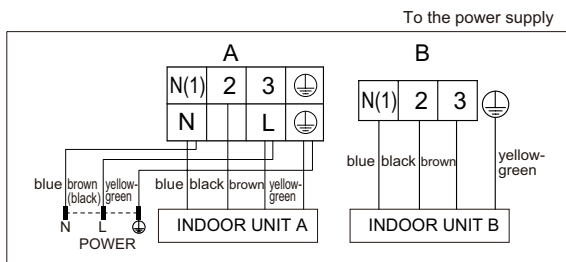 To the power supply
A B
N(1) 2 3
N L
N(1) 2 3
blue brown (black) yellow-green
blue black brown yellow-green
blue black brown yellow-green
N L
POWER
INDOOR UNIT A
INDOOR UNIT B